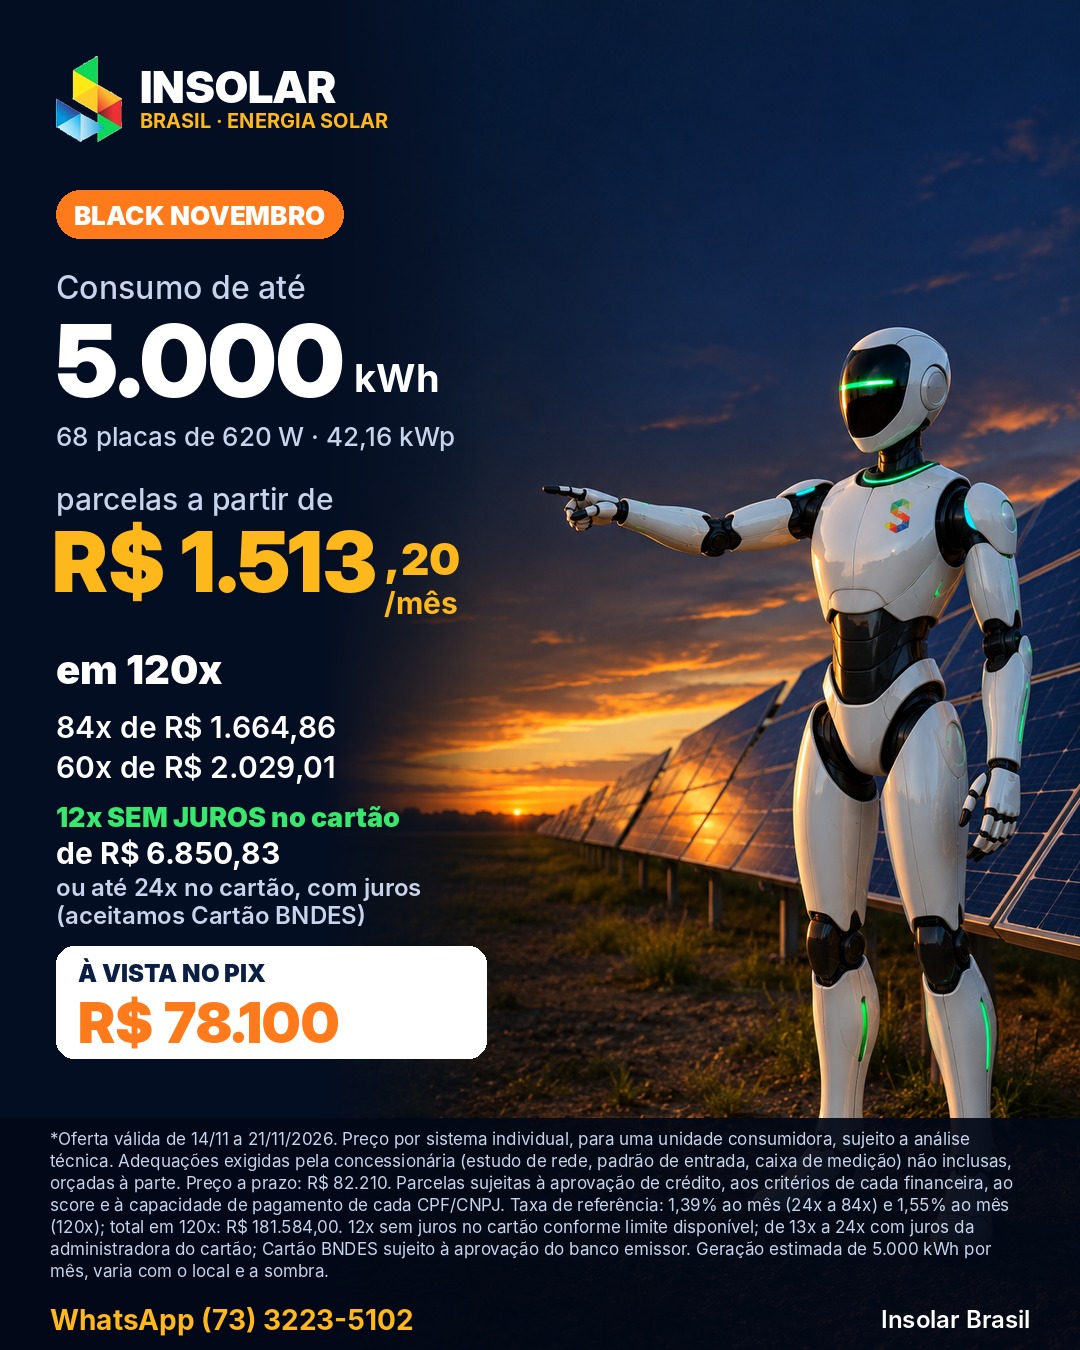 INSOLAR
BRASIL · ENERGIA SOLAR
BLACK NOVEMBRO
Consumo de até
5.000 kWh
68 placas de 620 W · 42,16 kWp
parcelas a partir de
R$ 1.513,20
/mês
em 120x
84x de R$ 1.664,86
60x de R$ 2.029,01
12x SEM JUROS no cartão
de R$ 6.850,83
ou até 24x no cartão, com juros
(aceitamos Cartão BNDES)
À VISTA NO PIX
R$ 78.100
*Oferta válida de 14/11 a 21/11/2026. Preço por sistema individual, para uma unidade consumidora, sujeito a análise
técnica. Adequações exigidas pela concessionária (estudo de rede, padrão de entrada, caixa de medição) não inclusas,
orçadas à parte. Preço a prazo: R$ 82.210. Parcelas sujeitas à aprovação de crédito, aos critérios de cada financeira, ao
score e à capacidade de pagamento de cada CPF/CNPJ. Taxa de referência: 1,39% ao mês (24x a 84x) e 1,55% ao mês
(120x); total em 120x: R$ 181.584,00. 12x sem juros no cartão conforme limite disponível; de 13x a 24x com juros da
administradora do cartão; Cartão BNDES sujeito à aprovação do banco emissor. Geração estimada de 5.000 kWh por
mês, varia com o local e a sombra.
WhatsApp (73) 3223-5102
Insolar Brasil